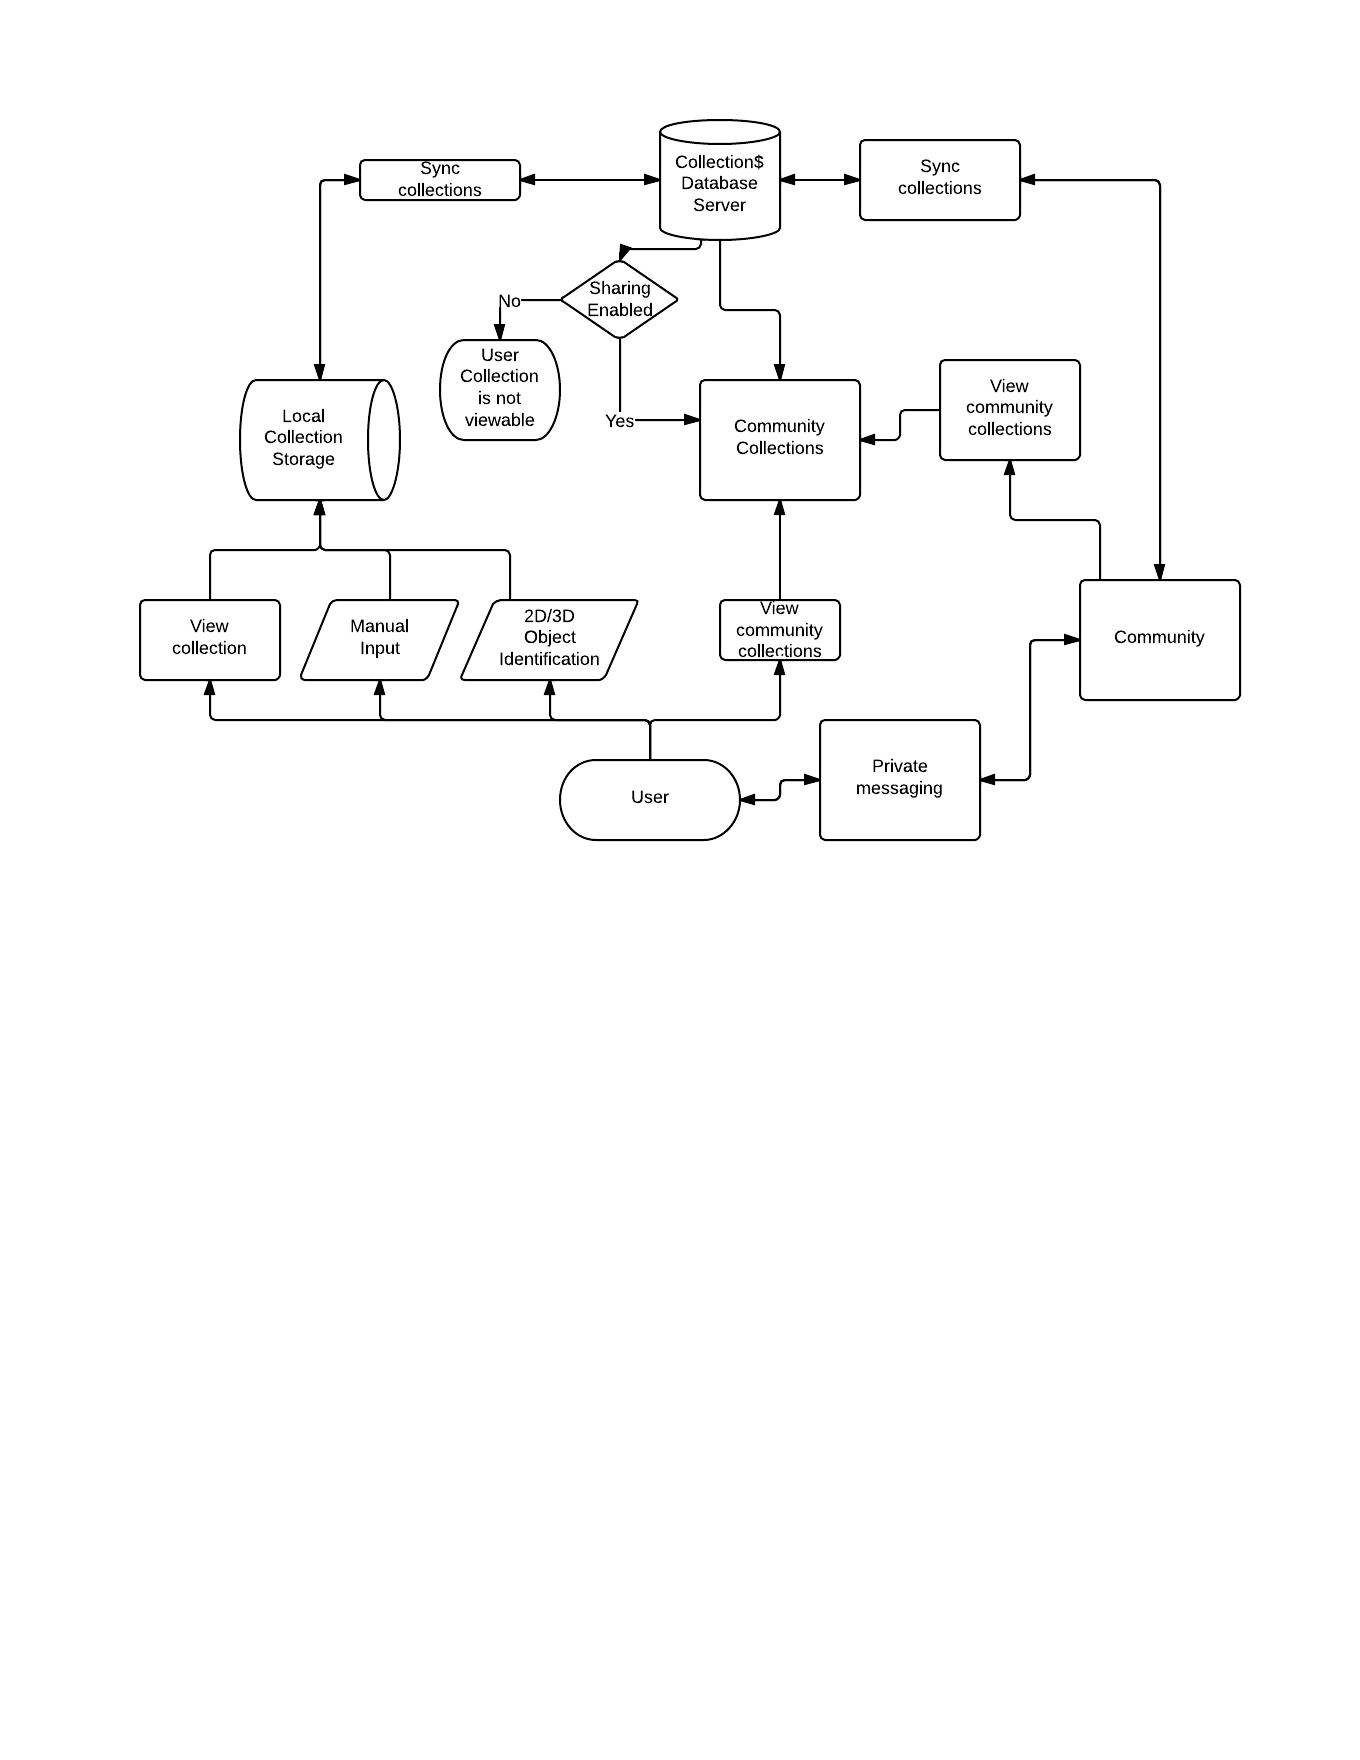 Sync
collections
Collection$
Database
Server
Sync
collections
Sharing
Enabled
No
User
Collection
is not
viewable
Yes
Local
Collection
Storage
Community
Collections
View
community
collections
View
collection
Manual
Input
2D/3D
Object
Identification
View
community
collections
Community
Private
messaging
User